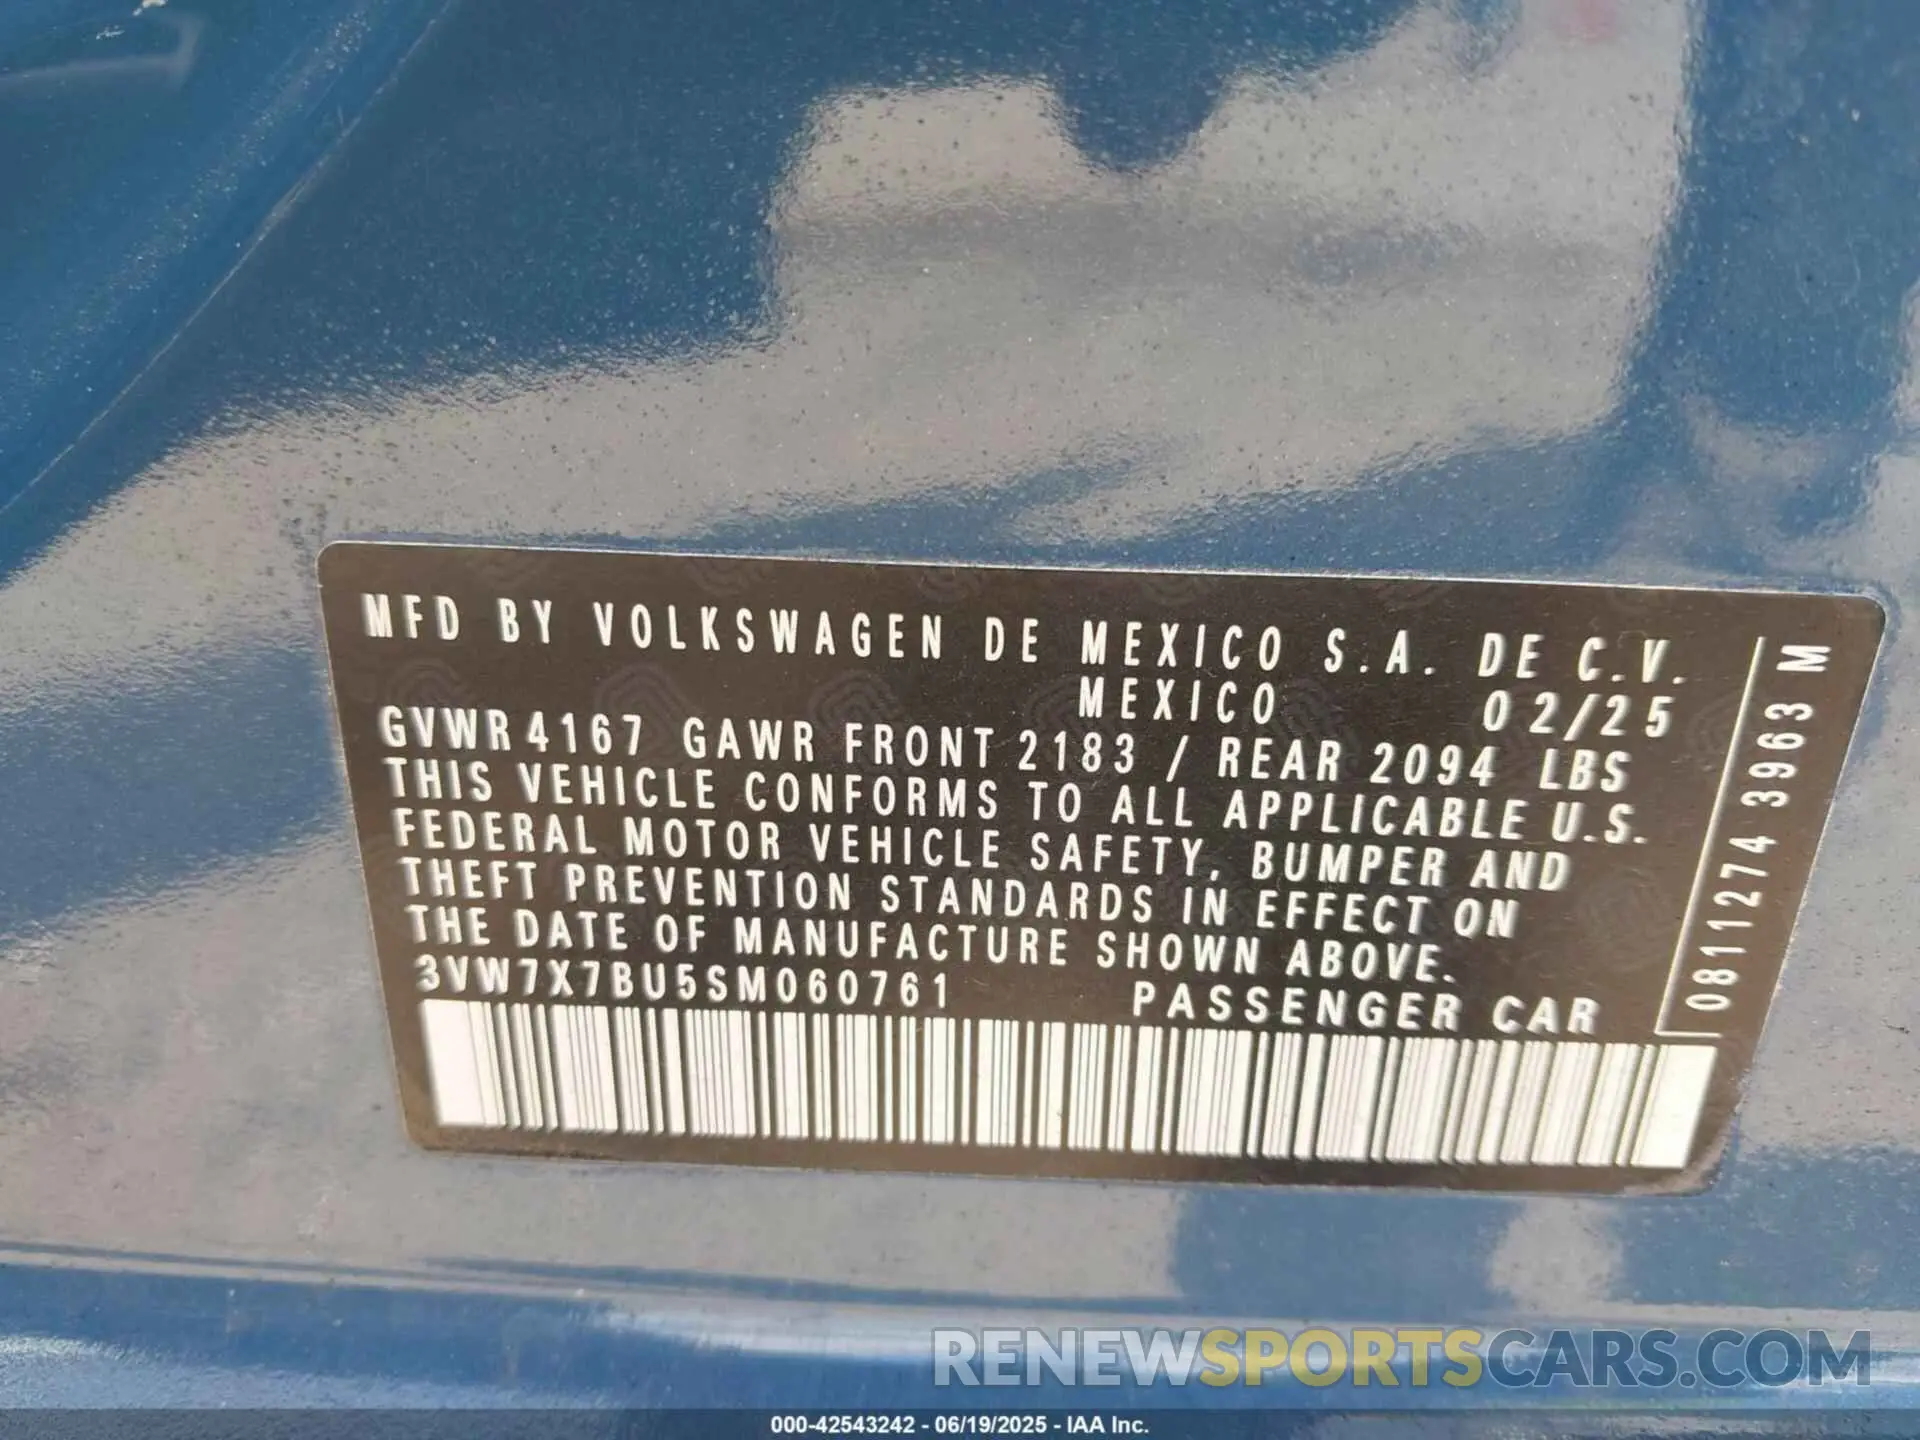 MFD BY VOLKSWAGEN DE MEXICO S.A. DE C.V.
MEXICO 02/25
GVWR 4167 GAWR FRONT 2183 / REAR 2094 LBS
THIS VEHICLE CONFORMS TO ALL APPLICABLE U.S.
FEDERAL MOTOR VEHICLE SAFETY, BUMPER AND
THEFT PREVENTION STANDARDS IN EFFECT ON
THE DATE OF MANUFACTURE SHOWN ABOVE.
3VW7X7BU5SM060761 PASSENGER CAR
0811274 3963 M
RENEWSPORTSCARS.COM
000-42543242 - 06/19/2025 - IAA Inc.